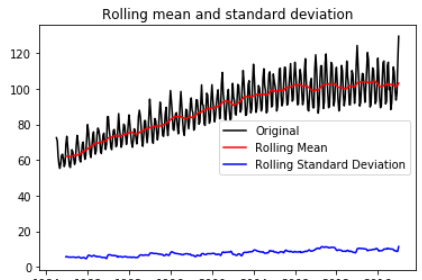 Rolling mean and standard deviation
120
100
80
60
40
20
0
Original
Rolling Mean
Rolling Standard Deviation